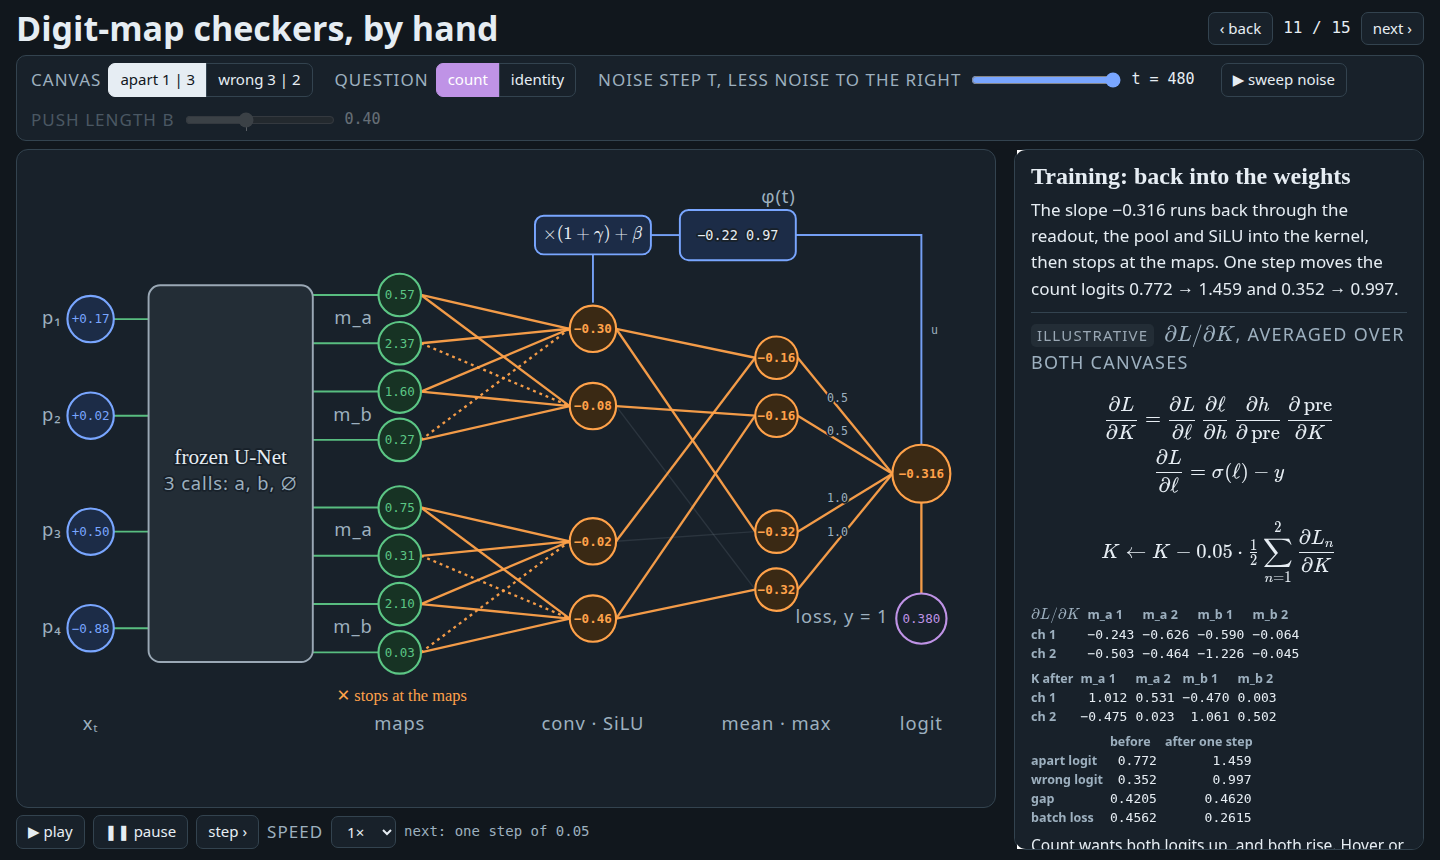 Digit-map checkers, by hand
‹ back 11 / 15 next ›
CANVAS apart 1 | 3 wrong 3 | 2 QUESTION count identity NOISE STEP T, LESS NOISE TO THE RIGHT t = 480 ▶ sweep noise
PUSH LENGTH B 0.40
φ(t)
×(1 + γ) + β
−0.22 0.97
p₁ +0.17
p₂ +0.02
p₃ +0.50
p₄ −0.88
frozen U-Net
3 calls: a, b, ∅
0.57
m_a
2.37
1.60
m_b
0.27
0.75
m_a
0.31
2.10
m_b
0.03
−0.30
−0.08
−0.02
−0.46
−0.16
−0.16
−0.32
−0.32
u
0.5
0.5
1.0
1.0
−0.316
loss, y = 1 0.380
✕ stops at the maps
xₜ maps conv · SiLU mean · max logit
▶ play ❚❚ pause step › SPEED 1× next: one step of 0.05
Training: back into the weights
The slope −0.316 runs back through the
readout, the pool and SiLU into the kernel,
then stops at the maps. One step moves the
count logits 0.772 → 1.459 and 0.352 → 0.997.
ILLUSTRATIVE ∂L/∂K, AVERAGED OVER
BOTH CANVASES
∂L/∂K = ∂L/∂ℓ ∂ℓ/∂h ∂h/∂pre ∂pre/∂K
∂L/∂ℓ = σ(ℓ) − y
K ← K − 0.05 · 1/2 ∑ n=1 2 ∂Lₙ/∂K
∂L/∂K m_a 1 m_a 2 m_b 1 m_b 2
ch 1 −0.243 −0.626 −0.590 −0.064
ch 2 −0.503 −0.464 −1.226 −0.045
K after m_a 1 m_a 2 m_b 1 m_b 2
ch 1 1.012 0.531 −0.470 0.003
ch 2 −0.475 0.023 1.061 0.502
before after one step
apart logit 0.772 1.459
wrong logit 0.352 0.997
gap 0.4205 0.4620
batch loss 0.4562 0.2615
Count wants both logits up, and both rise. Hover or